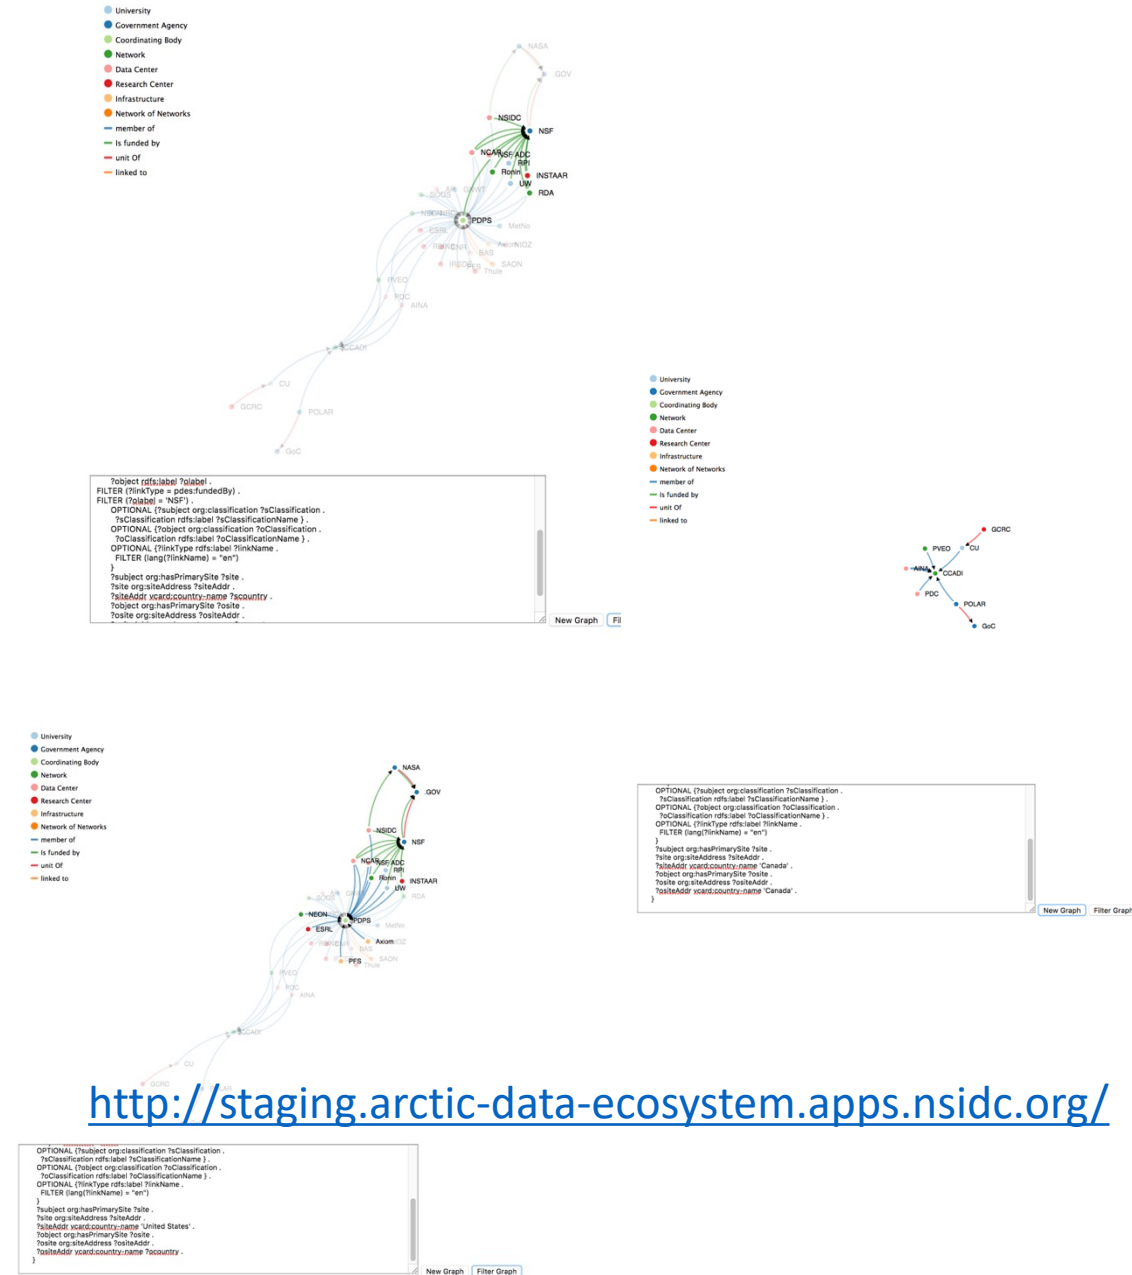 University
Government Agency
Coordinating Body
Network
Data Center
Research Center
Infrastructure
Network of Networks
member of
Is funded by
unit Of
linked to
NASA
.GOV
NSIDC
NSF
NCAR
NSF ADC
RPI
Ronin
INSTAAR
UW
RDA
PDPS
MetNo
ESRL
Axiom
NIOZ
BAS
SAON
Thule
PVEO
PDC
AINA
CCADI
CU
GCRC
POLAR
GoC
?object rdfs:label ?olabel .
FILTER (?linkType = pdes:fundedBy) .
FILTER (?olabel = 'NSF') .
OPTIONAL {?subject org:classification ?sClassification .
?sClassification rdfs:label ?sClassificationName } .
OPTIONAL {?object org:classification ?oClassification .
?oClassification rdfs:label ?oClassificationName } .
OPTIONAL {?linkType rdfs:label ?linkName .
FILTER (lang(?linkName) = "en")
}
?subject org:hasPrimarySite ?site .
?site org:siteAddress ?siteAddr .
?siteAddr vcard:country-name ?scountry .
?object org:hasPrimarySite ?osite .
?osite org:siteAddress ?ositeAddr .
New Graph
Fil
University
Government Agency
Coordinating Body
Network
Data Center
Research Center
Infrastructure
Network of Networks
member of
Is funded by
unit Of
linked to
GCRC
PVEO
CU
AINA
CCADI
PDC
POLAR
GoC
University
Government Agency
Coordinating Body
Network
Data Center
Research Center
Infrastructure
Network of Networks
member of
Is funded by
unit Of
linked to
NASA
.GOV
NSIDC
NSF
NCAR
NSF ADC
RPI
Ronin
INSTAAR
UW
RDA
NEON
PDPS
MetNo
ESRL
Axiom
NIOZ
BAS
PFS
SAON
Thule
PVEO
PDC
AINA
CCADI
CU
GCRC
OPTIONAL {?subject org:classification ?sClassification .
?sClassification rdfs:label ?sClassificationName } .
OPTIONAL {?object org:classification ?oClassification .
?oClassification rdfs:label ?oClassificationName } .
OPTIONAL {?linkType rdfs:label ?linkName .
FILTER (lang(?linkName) = "en")
}
?subject org:hasPrimarySite ?site .
?site org:siteAddress ?siteAddr .
?siteAddr vcard:country-name 'Canada' .
?object org:hasPrimarySite ?osite .
?osite org:siteAddress ?ositeAddr .
?ositeAddr vcard:country-name 'Canada' .
}
New Graph
Filter Graph
http://staging.arctic-data-ecosystem.apps.nsidc.org/
OPTIONAL {?subject org:classification ?sClassification .
?sClassification rdfs:label ?sClassificationName } .
OPTIONAL {?object org:classification ?oClassification .
?oClassification rdfs:label ?oClassificationName } .
OPTIONAL {?linkType rdfs:label ?linkName .
FILTER (lang(?linkName) = "en")
}
?subject org:hasPrimarySite ?site .
?site org:siteAddress ?siteAddr .
?siteAddr vcard:country-name 'United States' .
?object org:hasPrimarySite ?osite .
?osite org:siteAddress ?ositeAddr .
?ositeAddr vcard:country-name ?ocountry .
}
New Graph
Filter Graph